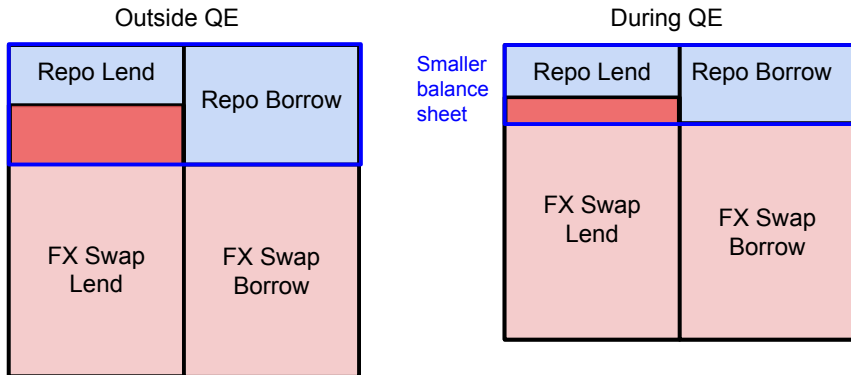 Outside QE
During QE
Repo Lend
Repo Borrow
FX Swap
Lend
FX Swap
Borrow
Smaller
balance
sheet
Repo Lend
Repo Borrow
FX Swap
Lend
FX Swap
Borrow